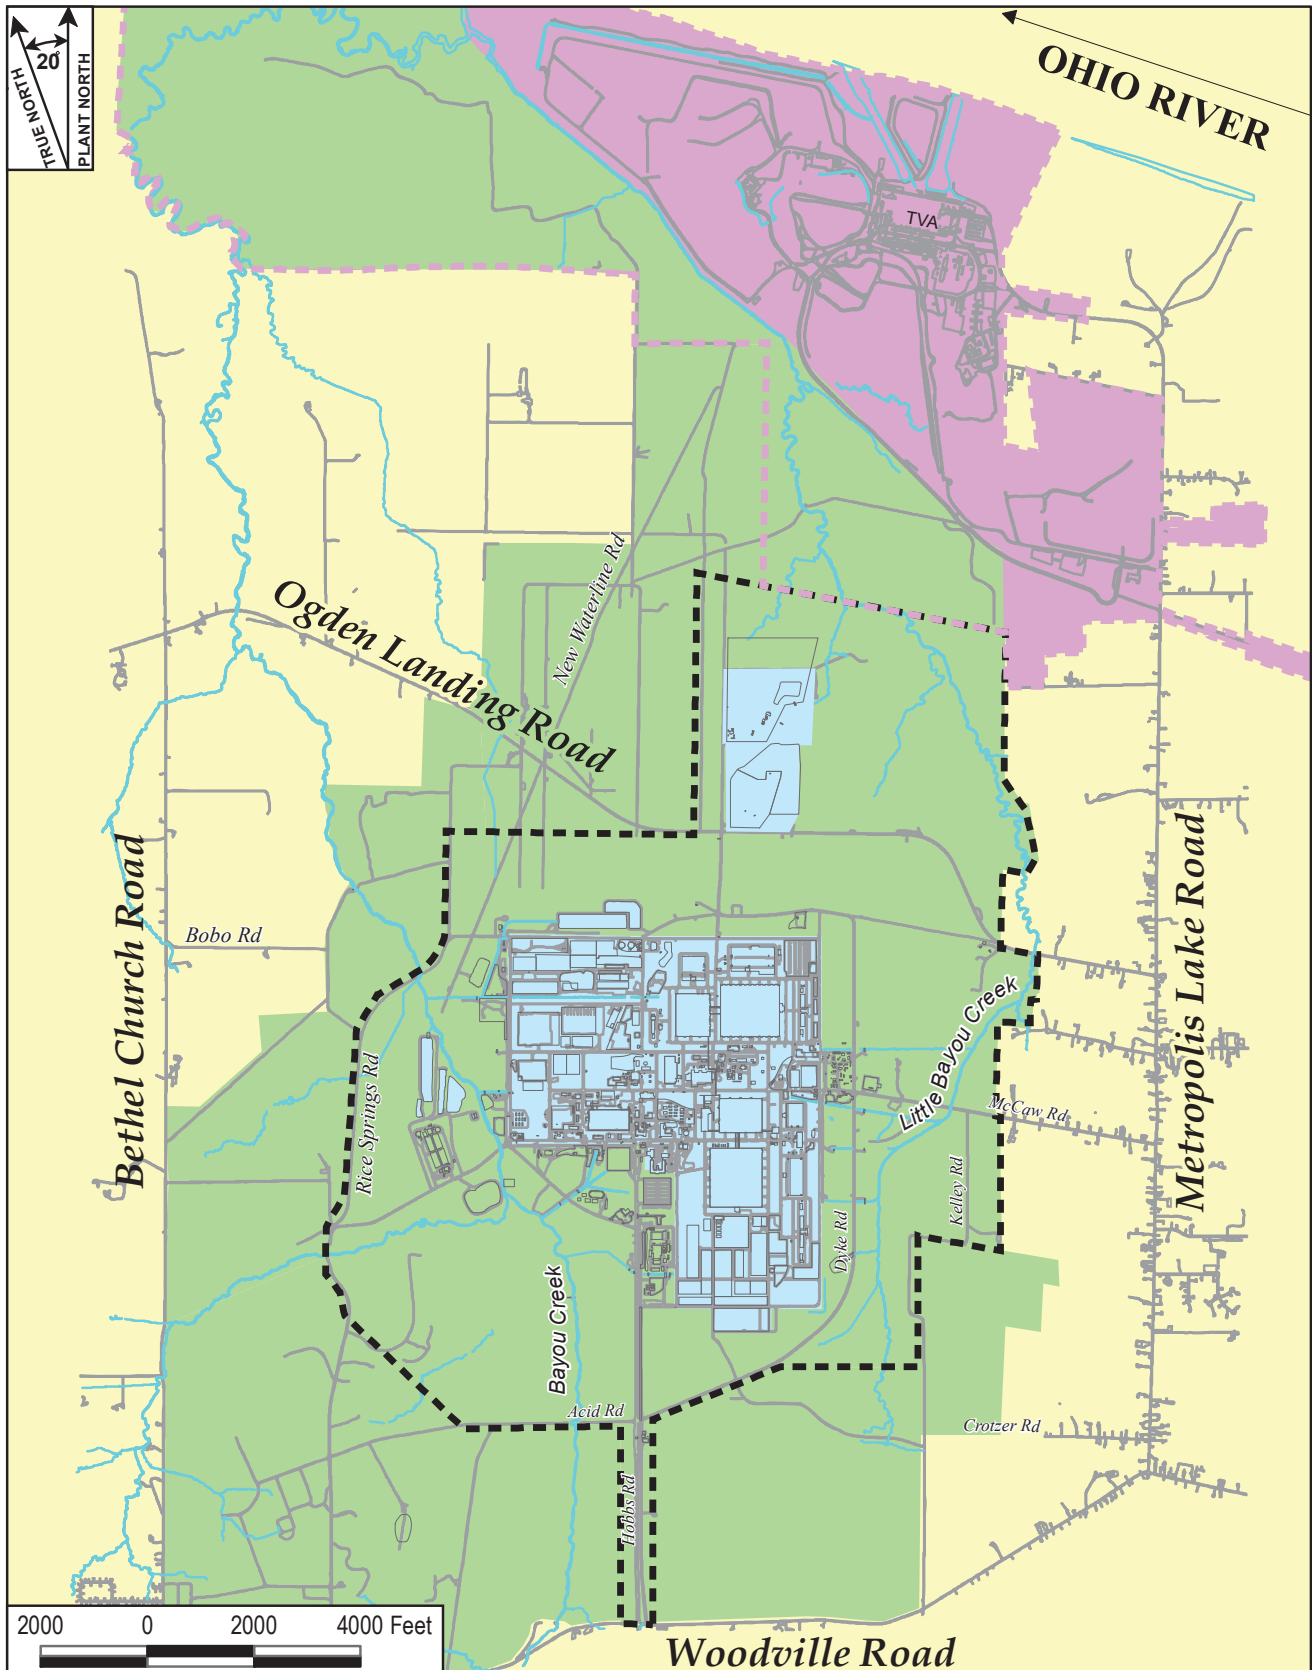 20°
TRUE NORTH
PLANT NORTH
OHIO RIVER
TVA
New Waterline Rd
Ogden Landing Road
Bethel Church Road
Bobo Rd
Metropolis Lake Road
Little Bayou Creek
Rice Springs Rd
McCaw Rd
Kelley Rd
Dyke Rd
Bayou Creek
Acid Rd
Crotzer Rd
Hobbs Rd
2000 0 2000 4000 Feet
Woodville Road